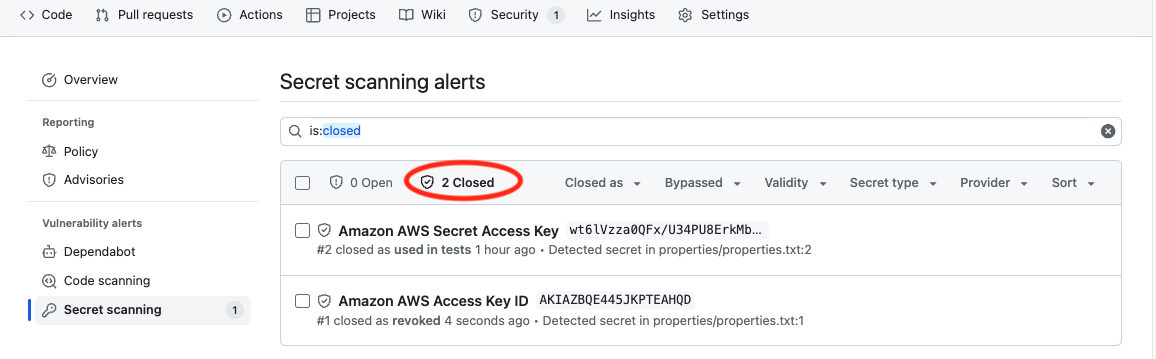 Code Pull requests Actions Projects Wiki Security 1 Insights Settings
Overview
Reporting
Policy
Advisories
Vulnerability alerts
Dependabot
Code scanning
Secret scanning 1
Secret scanning alerts
is:closed
0 Open 2 Closed Closed as Bypassed Validity Secret type Provider Sort
Amazon AWS Secret Access Key wt6lVzza0QFx/U34PU8ErkMb…
#2 closed as used in tests 1 hour ago • Detected secret in properties/properties.txt:2
Amazon AWS Access Key ID AKIAZBQE445JKPTEAHQD
#1 closed as revoked 4 seconds ago • Detected secret in properties/properties.txt:1